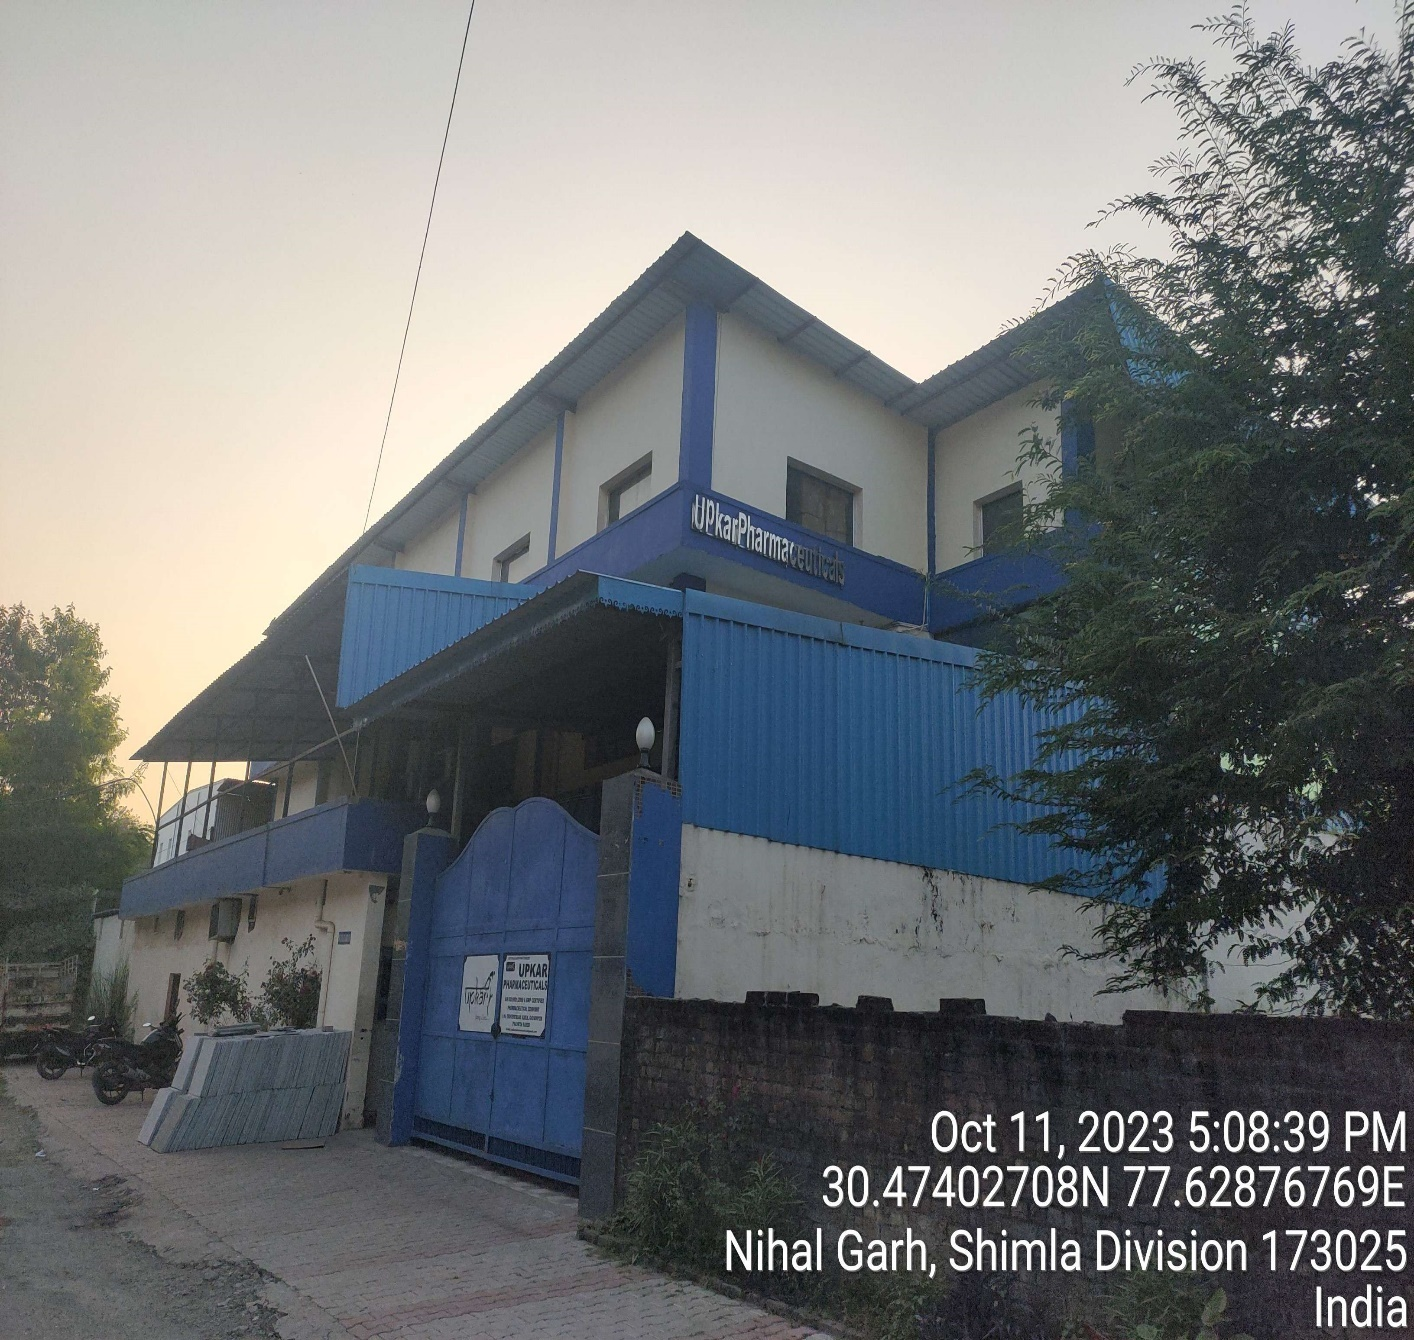 UPkarPharmaceuticals
UPKAR
PHARMACEUTICALS
Oct 11, 2023 5:08:39 PM
30.47402708N 77.62876769E
Nihal Garh, Shimla Division 173025
India